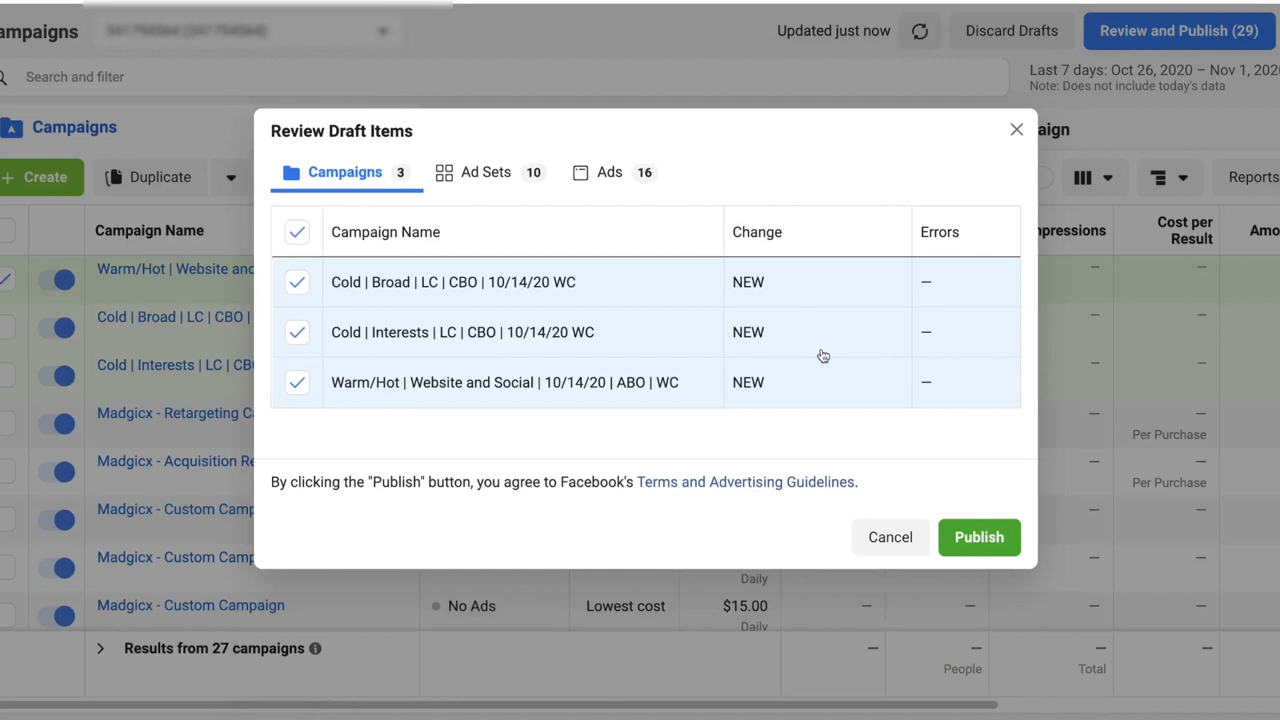 ampaigns
Updated just now
Discard Drafts
Review and Publish (29)
Search and filter
Last 7 days: Oct 26, 2020 – Nov 1, 202
Note: Does not include today's data
Campaigns
aign
Review Draft Items
Campaigns 3
Ad Sets 10
Ads 16
+ Create
Duplicate
Reports
Campaign Name
npressions
Cost per
Result
Amo
Campaign Name
Change
Errors
Warm/Hot | Website and
Cold | Broad | LC | CBO | 10/14/20 WC
NEW
—
Cold | Broad | LC | CBO |
Cold | Interests | LC | CBO | 10/14/20 WC
NEW
—
Cold | Interests | LC | CB
Warm/Hot | Website and Social | 10/14/20 | ABO | WC
NEW
—
Madgicx - Retargeting C
Per Purchase
Madgicx - Acquisition Re
Per Purchase
By clicking the "Publish" button, you agree to Facebook's Terms and Advertising Guidelines.
Madgicx - Custom Camp
Cancel
Publish
Madgicx - Custom Camp
Daily
Madgicx - Custom Campaign
No Ads
Lowest cost
$15.00
Daily
Results from 27 campaigns
People
Total